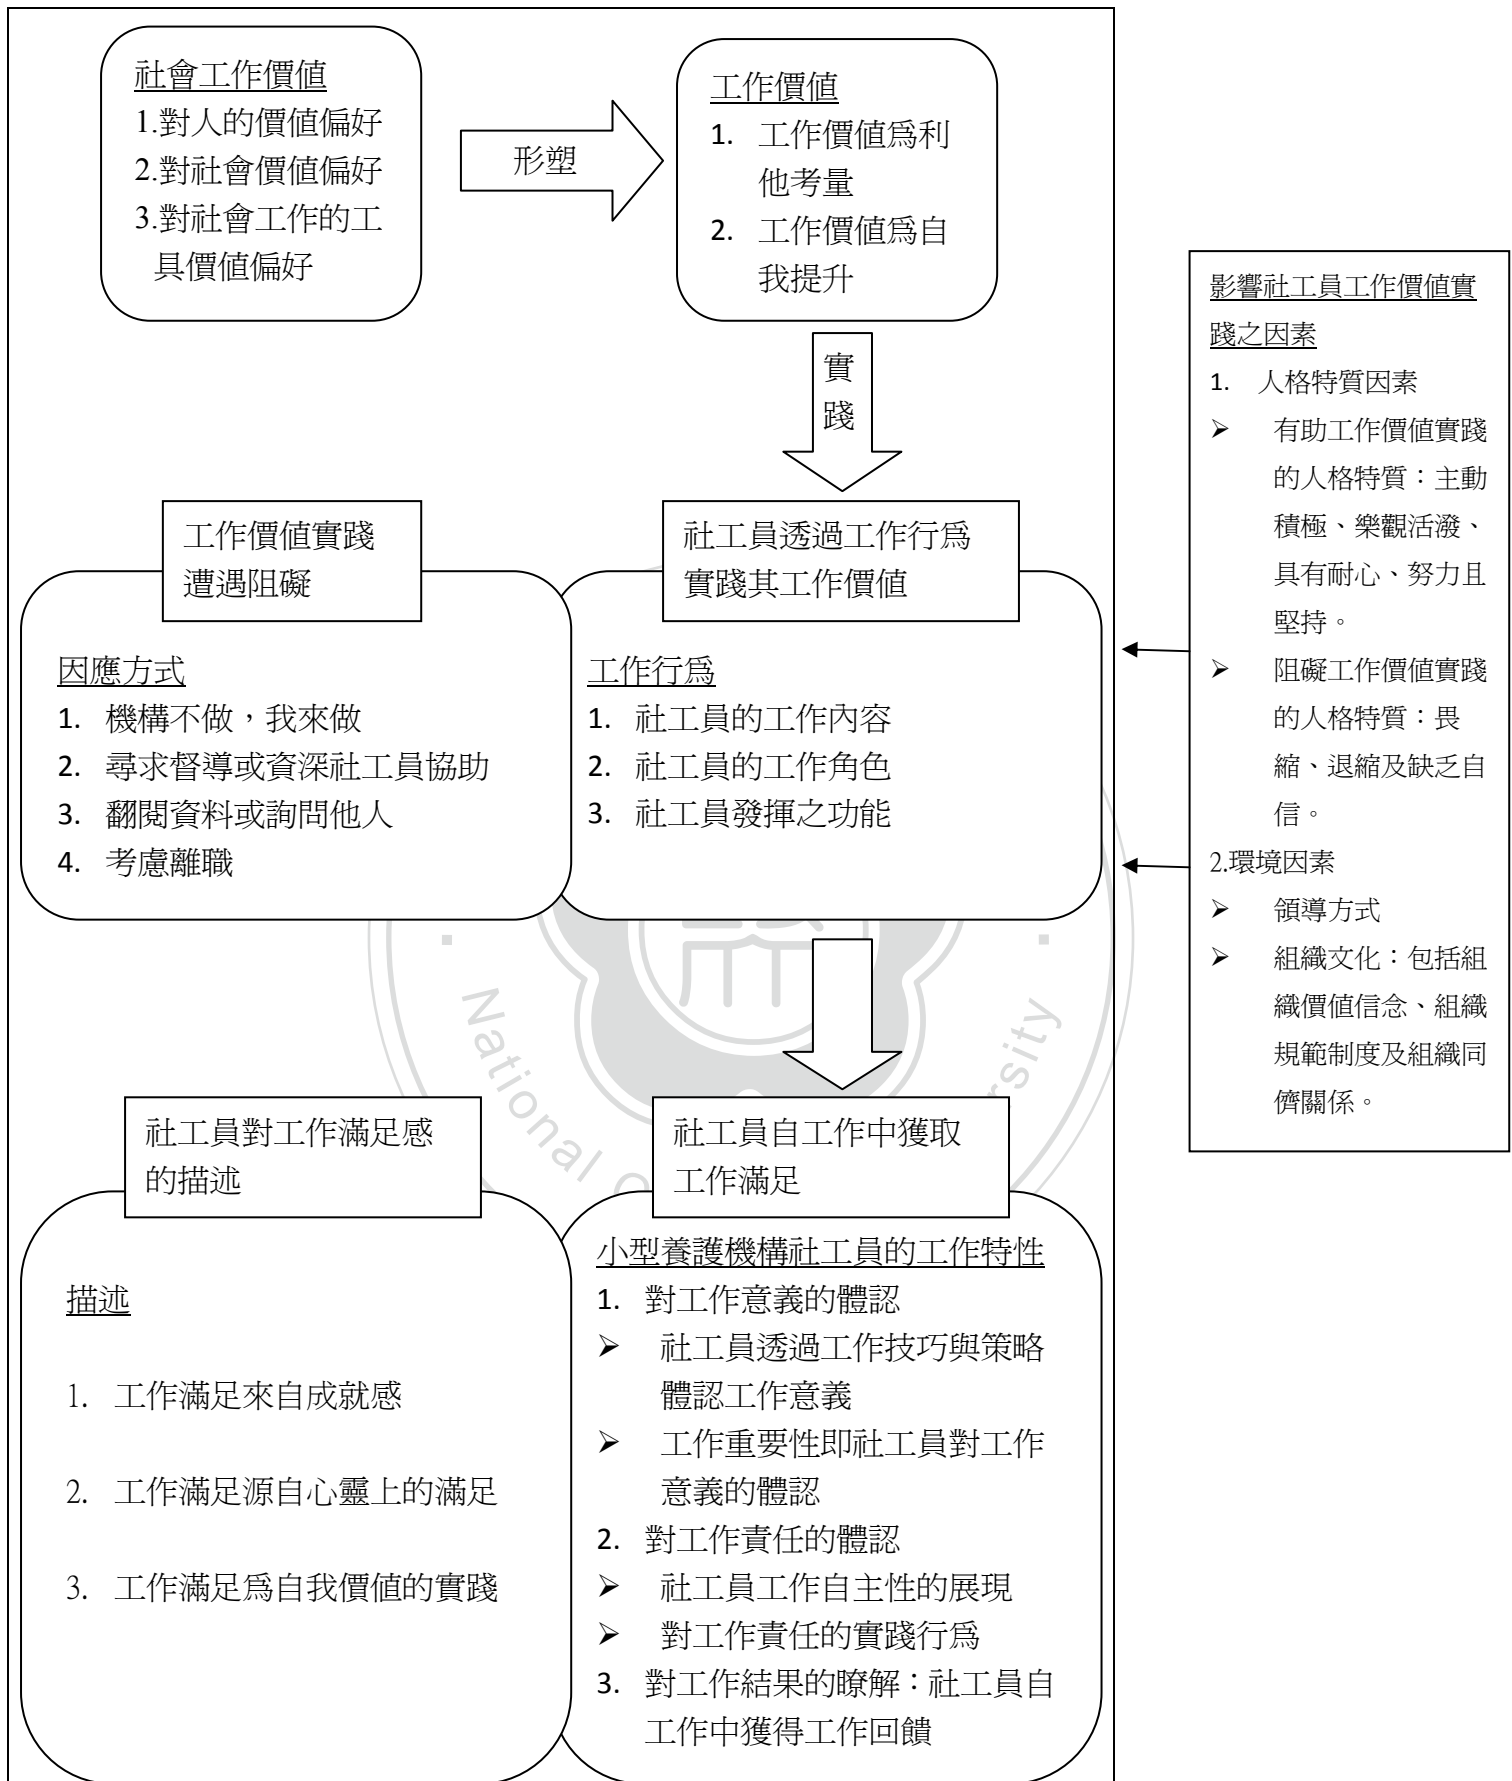 社會工作價值
1.對人的價值偏好
2.對社會價值偏好
3.對社會工作的工
具價值偏好
形塑
工作價值
1. 工作價值爲利
他考量
2. 工作價值爲自
我提升
實
踐
影響社工員工作價值實
踐之因素
1. 人格特質因素
➢ 有助工作價值實踐
的人格特質：主動
積極、樂觀活潑、
具有耐心、努力且
堅持。
➢ 阻礙工作價值實踐
的人格特質：畏
縮、退縮及缺乏自
信。
2.環境因素
➢ 領導方式
➢ 組織文化：包括組
織價值信念、組織
規範制度及組織同
儕關係。
工作價值實踐
遭遇阻礙
因應方式
1. 機構不做，我來做
2. 尋求督導或資深社工員協助
3. 翻閱資料或詢問他人
4. 考慮離職
社工員透過工作行爲
實踐其工作價值
工作行爲
1. 社工員的工作內容
2. 社工員的工作角色
3. 社工員發揮之功能
National
社工員對工作滿足感
的描述
描述
1. 工作滿足來自成就感
2. 工作滿足源自心靈上的滿足
3. 工作滿足爲自我價值的實踐
社工員自工作中獲取
工作滿足
小型養護機構社工員的工作特性
1. 對工作意義的體認
➢ 社工員透過工作技巧與策略
體認工作意義
➢ 工作重要性即社工員對工作
意義的體認
2. 對工作責任的體認
➢ 社工員工作自主性的展現
➢ 對工作責任的實踐行爲
3. 對工作結果的瞭解：社工員自
工作中獲得工作回饋